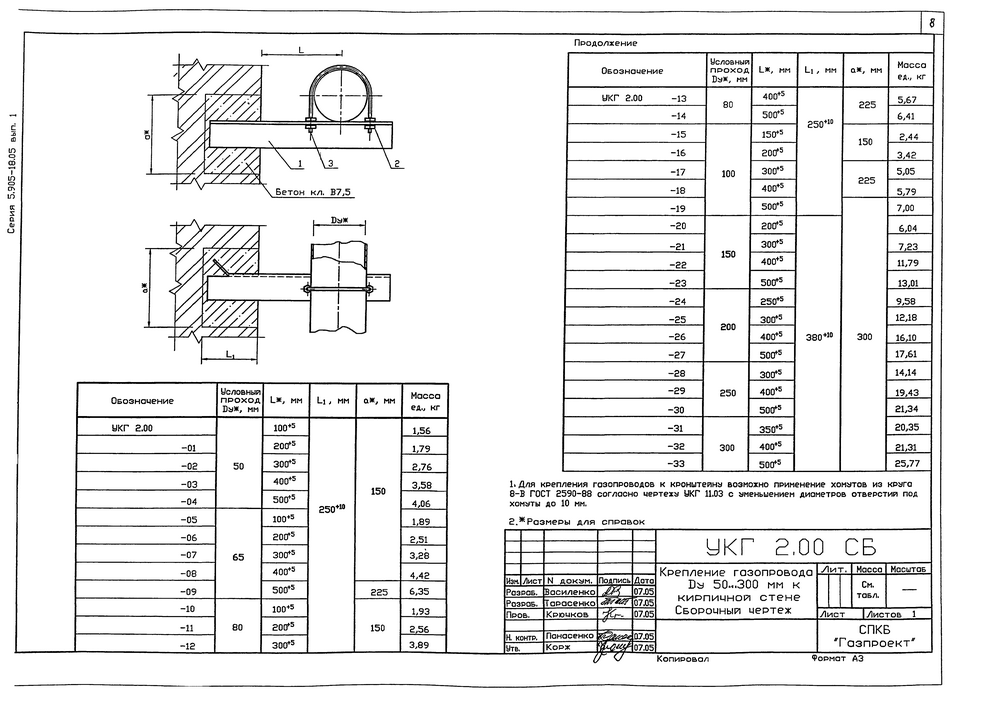 8
Серия 5.905-18.05 вып. 1
L
а*
1
3
2
Бетон кл. В7,5
Dу*
а*
L₁
Обозначение | Условный проход Dу*, мм | L*, мм | L₁, мм | а*, мм | Масса ед., кг
УКГ 2.00 | 50 | 100⁺⁵ | 250⁺¹⁰ | 150 | 1,56
-01 | 200⁺⁵ | 1,79
-02 | 300⁺⁵ | 2,76
-03 | 400⁺⁵ | 3,58
-04 | 500⁺⁵ | 4,06
-05 | 65 | 100⁺⁵ | 1,89
-06 | 200⁺⁵ | 2,51
-07 | 300⁺⁵ | 3,28
-08 | 400⁺⁵ | 4,42
-09 | 500⁺⁵ | 225 | 6,35
-10 | 80 | 100⁺⁵ | 150 | 1,93
-11 | 200⁺⁵ | 2,56
-12 | 300⁺⁵ | 3,89
Продолжение
Обозначение | Условный проход Dу*, мм | L*, мм | L₁, мм | а*, мм | Масса ед., кг
УКГ 2.00 -13 | 80 | 400⁺⁵ | 250⁺¹⁰ | 225 | 5,67
-14 | 500⁺⁵ | 6,41
-15 | 100 | 150⁺⁵ | 150 | 2,44
-16 | 200⁺⁵ | 3,42
-17 | 300⁺⁵ | 225 | 5,05
-18 | 400⁺⁵ | 5,79
-19 | 500⁺⁵ | 300 | 7,00
-20 | 150 | 200⁺⁵ | 380⁺¹⁰ | 6,04
-21 | 300⁺⁵ | 7,23
-22 | 400⁺⁵ | 11,79
-23 | 500⁺⁵ | 13,01
-24 | 200 | 250⁺⁵ | 9,58
-25 | 300⁺⁵ | 12,18
-26 | 400⁺⁵ | 16,10
-27 | 500⁺⁵ | 17,61
-28 | 250 | 300⁺⁵ | 14,14
-29 | 400⁺⁵ | 19,43
-30 | 500⁺⁵ | 21,34
-31 | 300 | 350⁺⁵ | 20,35
-32 | 400⁺⁵ | 21,31
-33 | 500⁺⁵ | 25,77
1. Для крепления газопроводов к кронштейну возможно применение хомутов из круга
8-В ГОСТ 2590-88 согласно чертежу УКГ 11.03 с уменьшением диаметров отверстий под
хомуты до 10 мм.
2.* Размеры для справок
УКГ 2.00 СБ
Изм. Лист N докум. Подпись Дата
Разраб. Василенко 07.05
Разраб. Тарасенко 07.05
Пров. Крючков 07.05
Н. контр. Понасенко 07.05
Утв. Корж 07.05
Крепление газопровода
Dу 50...300 мм к
кирпичной стене
Сборочный чертеж
Лит. Масса Масштаб
См. табл. —
Лист Листов 1
СПКБ
"Газпроект"
Копировал Формат А3